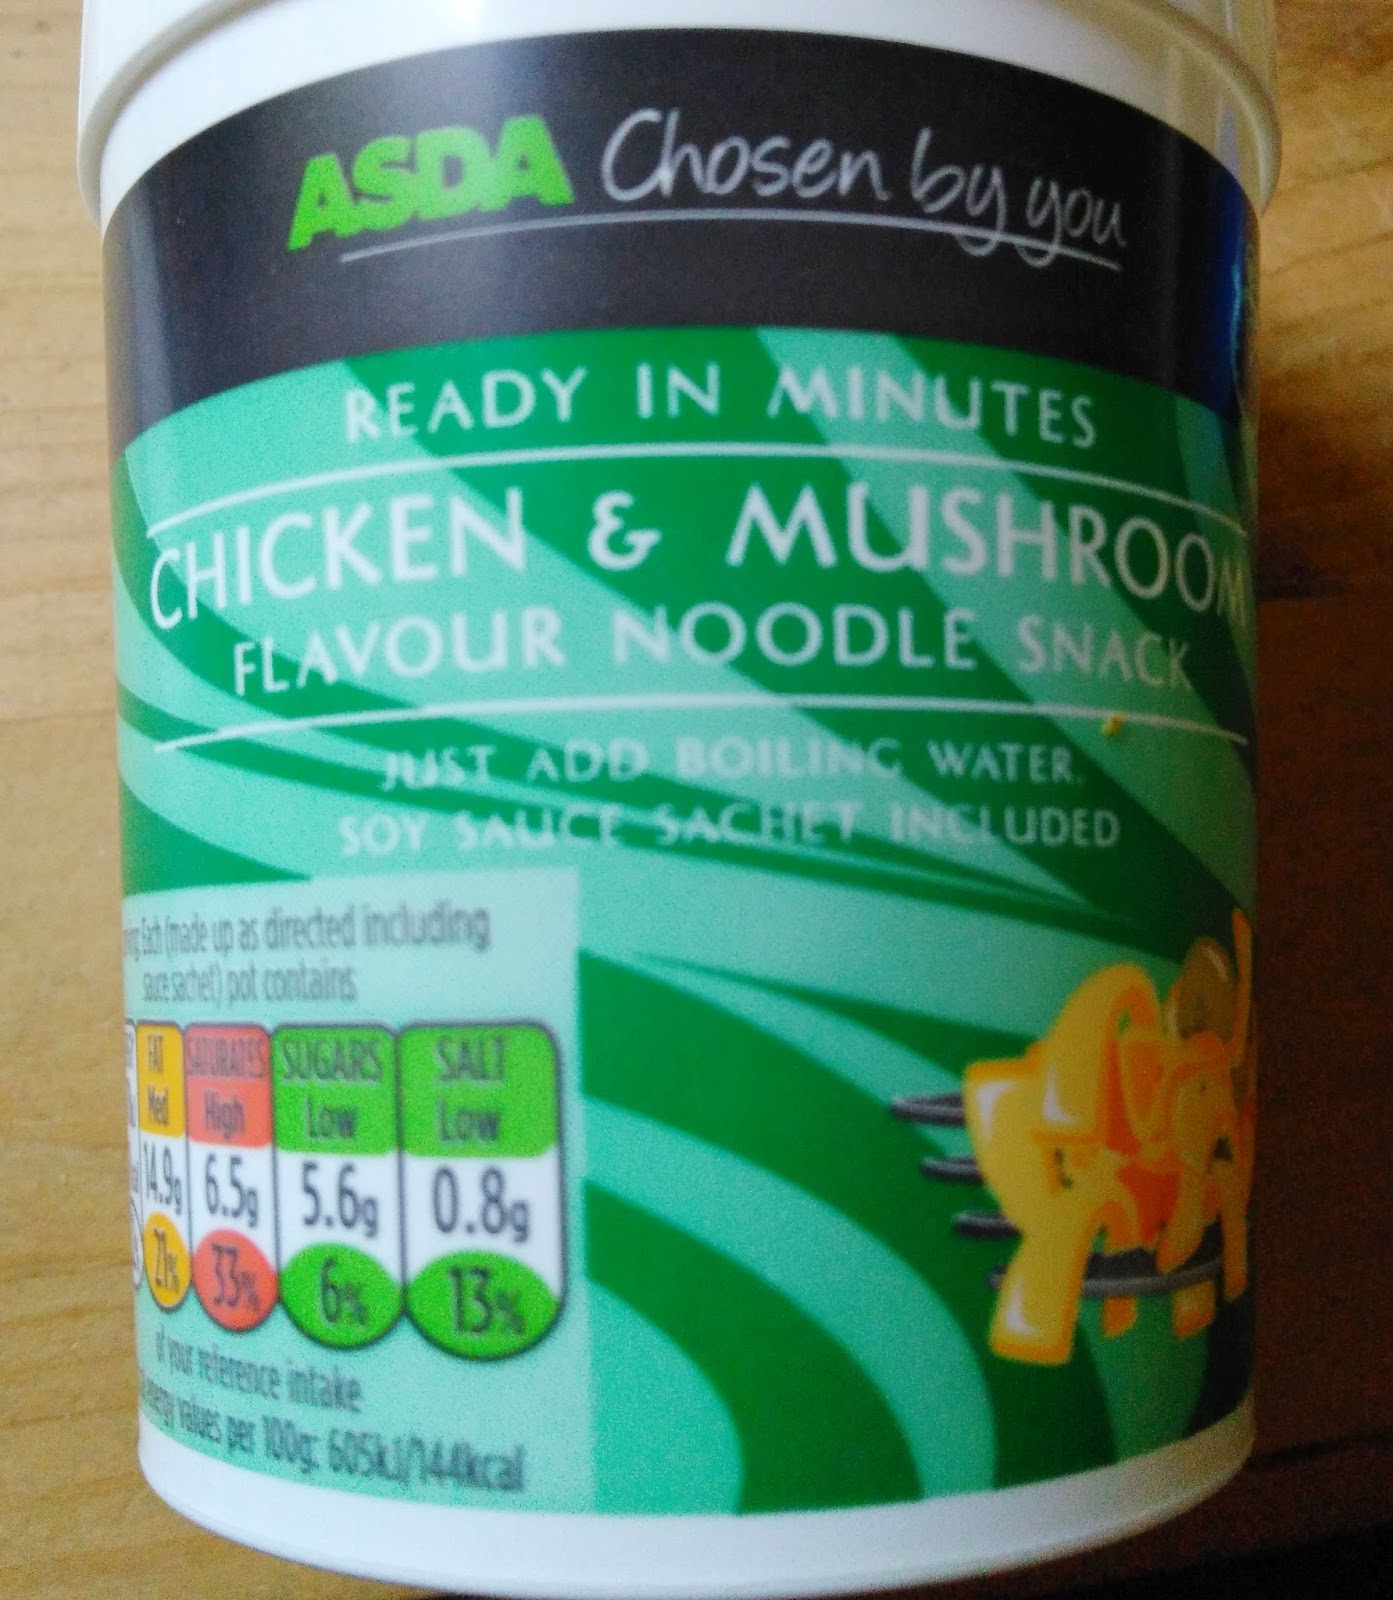 ASDA Chosen by you
READY IN MINUTES
CHICKEN & MUSHROOM
FLAVOUR NOODLE SNACK
JUST ADD BOILING WATER.
SOY SAUCE SACHET INCLUDED
Each (made up as directed including
sauce sachet) pot contains
FAT SATURATES SUGARS SALT
Med High Low Low
14.9g 6.5g 5.6g 0.8g
21% 33% 6% 13%
of your reference intake
energy values per 100g: 605kJ/144kcal